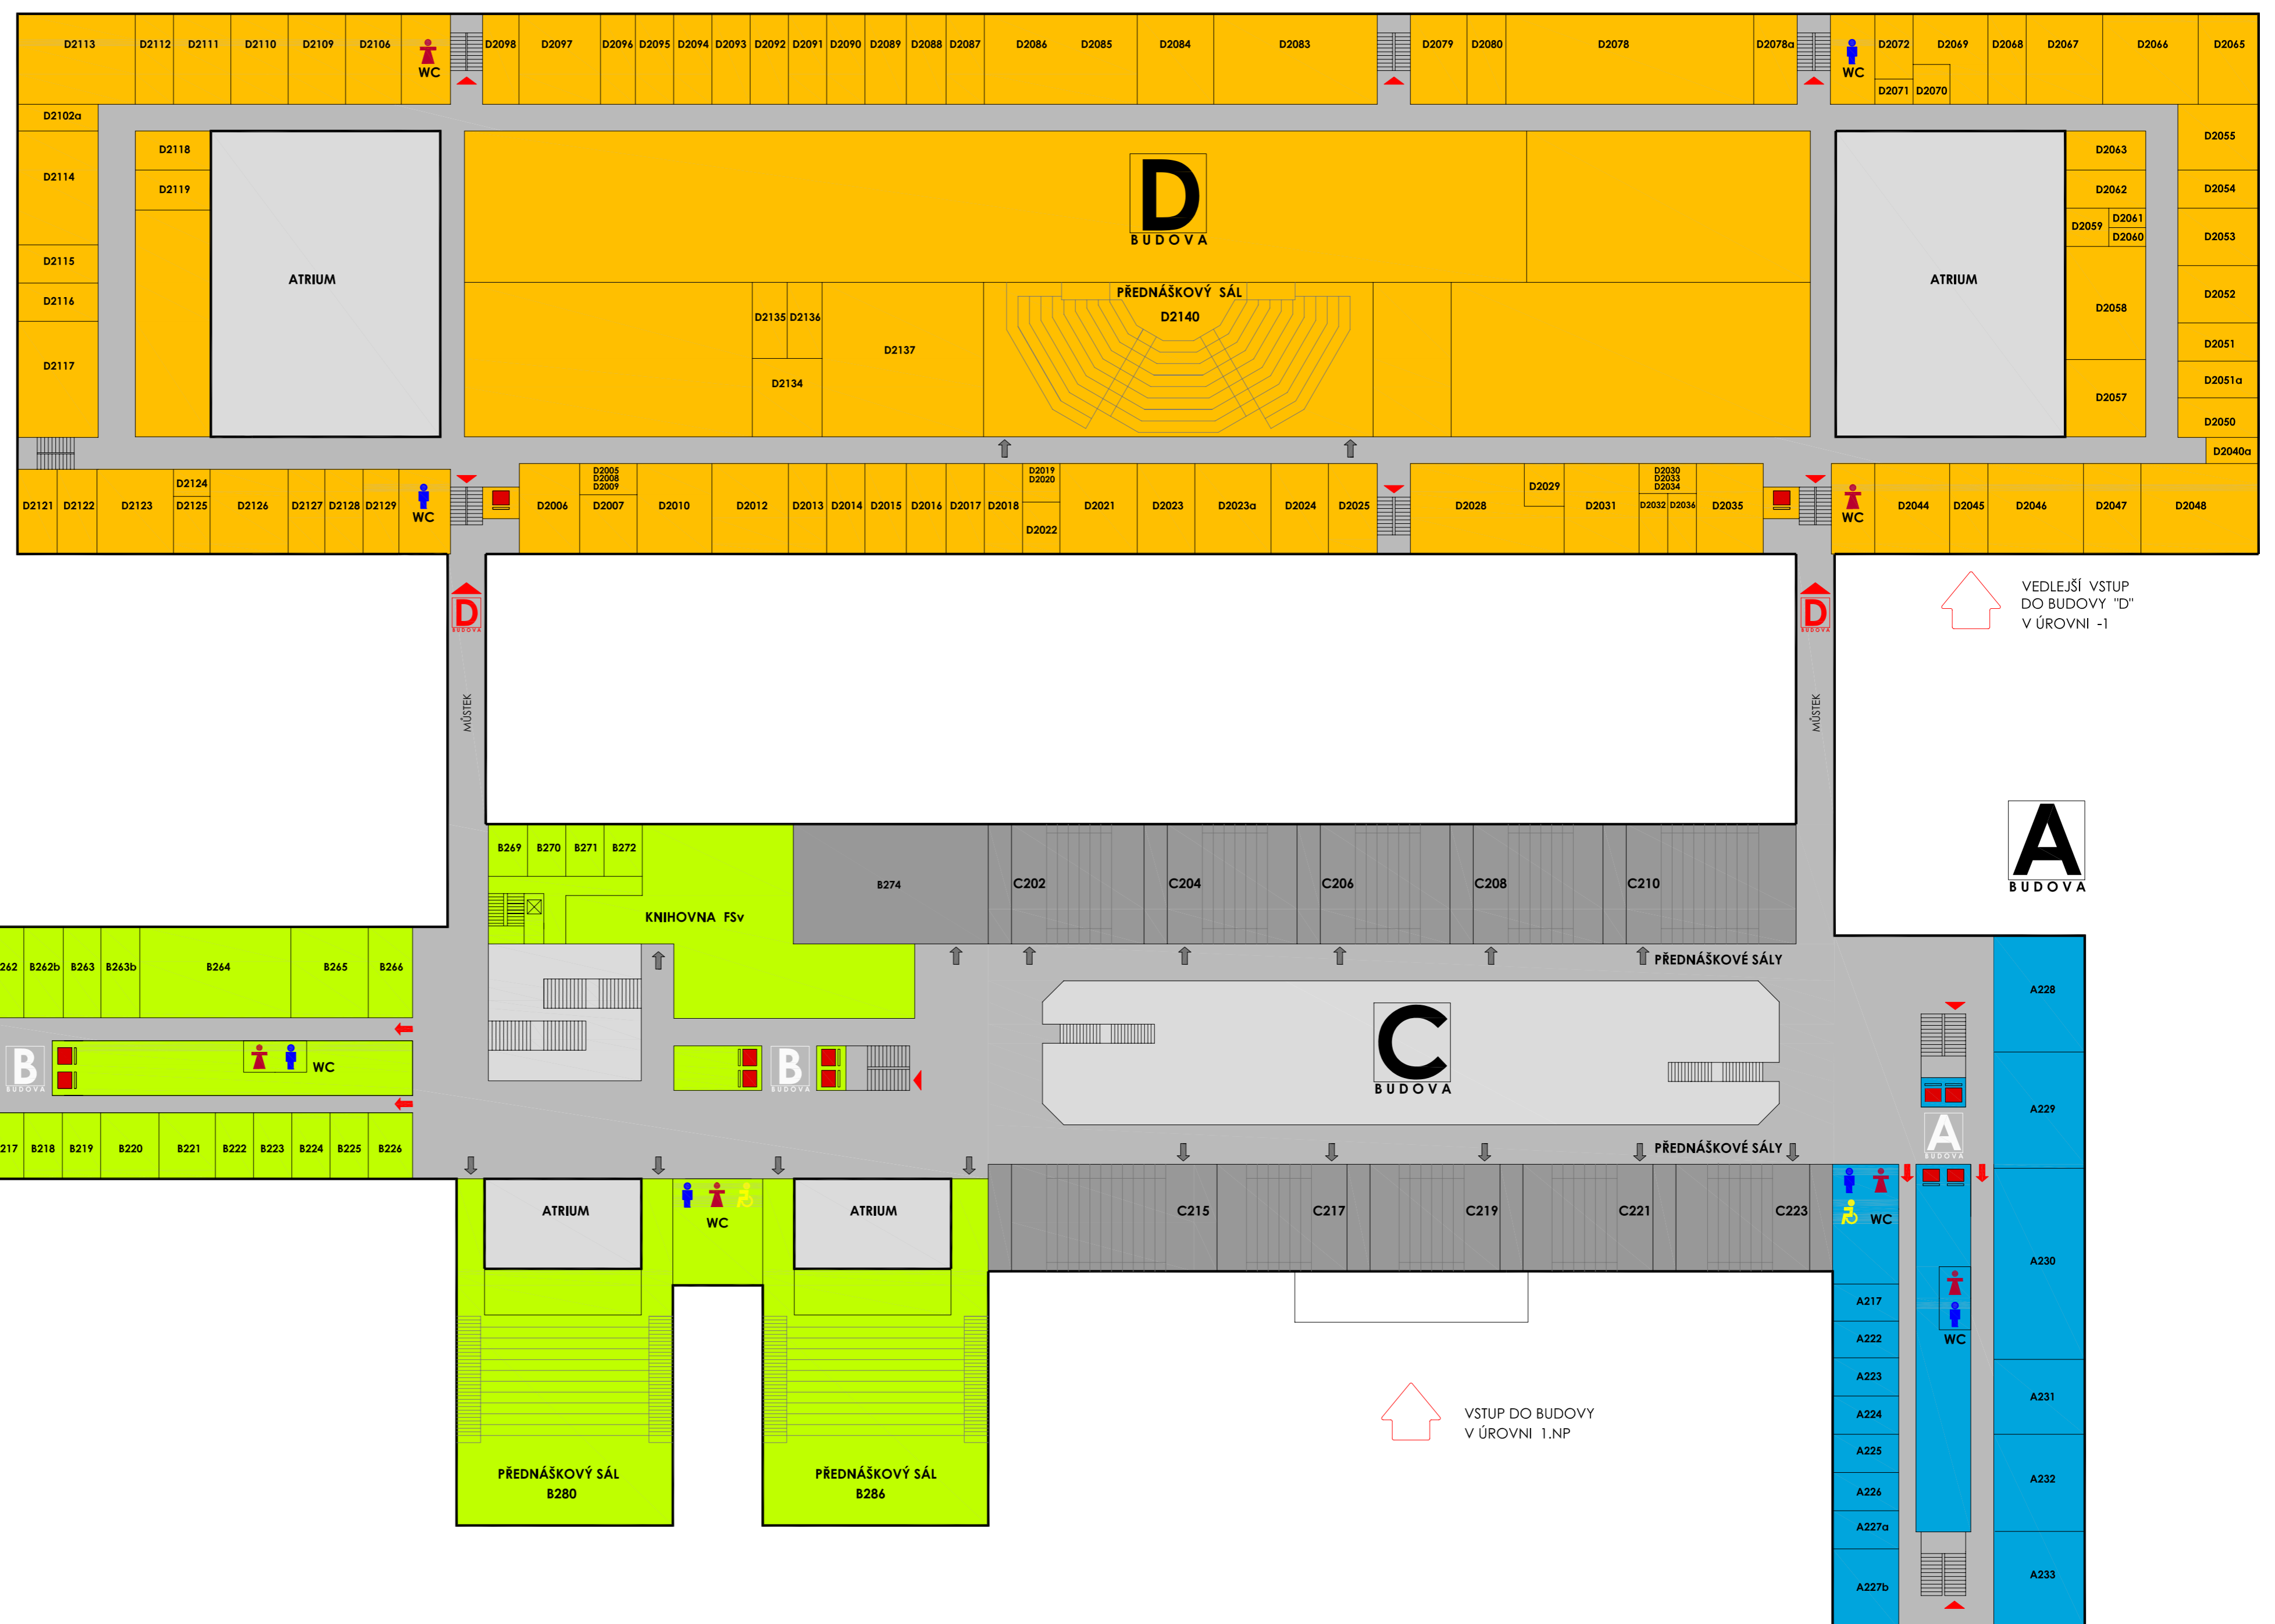 D2113 D2112 D2111 D2110 D2109 D2106 WC D2098 D2097 D2096 D2095 D2094 D2093 D2092 D2091 D2090 D2089 D2088 D2087 D2086 D2085 D2084 D2083 D2079 D2080 D2078 D2078a WC D2072 D2069 D2068 D2067 D2066 D2065
D2071 D2070
D2102a
D2055
D2118
D2063
D2114
D2119
D2062
D2054
D2061
D2059
D2060
D2053
D
BUDOVA
D2115
ATRIUM
ATRIUM
PŘEDNÁŠKOVÝ SÁL
D2140
D2052
D2116
D2058
D2135 D2136
D2137
D2051
D2117
D2134
D2051a
D2057
D2050
D2040a
D2124
D2005
D2008
D2009
D2019
D2020
D2029
D2030
D2033
D2034
D2121 D2122 D2123 D2125 D2126 D2127 D2128 D2129 WC D2006 D2007 D2010 D2012 D2013 D2014 D2015 D2016 D2017 D2018 D2021 D2023 D2023a D2024 D2025 D2028 D2031 D2032 D2036 D2035 WC D2044 D2045 D2046 D2047 D2048
D2022
D
BUDOVA
D
BUDOVA
VEDLEJŠÍ VSTUP
DO BUDOVY "D"
V ÚROVNI -1
MŮSTEK
MŮSTEK
A
BUDOVA
B269 B270 B271 B272
B274
C202 C204 C206 C208 C210
KNIHOVNA FSv
PŘEDNÁŠKOVÉ SÁLY
262 B262b B263 B263b B264 B265 B266
A228
C
BUDOVA
B
BUDOVA
WC
B
BUDOVA
A229
A
BUDOVA
217 B218 B219 B220 B221 B222 B223 B224 B225 B226
PŘEDNÁŠKOVÉ SÁLY
ATRIUM
WC
ATRIUM
C215 C217 C219 C221 C223
WC
A230
A217
A222
WC
A223
A231
A224
VSTUP DO BUDOVY
V ÚROVNI 1.NP
A225
PŘEDNÁŠKOVÝ SÁL
B280
PŘEDNÁŠKOVÝ SÁL
B286
A232
A226
A227a
A233
A227b